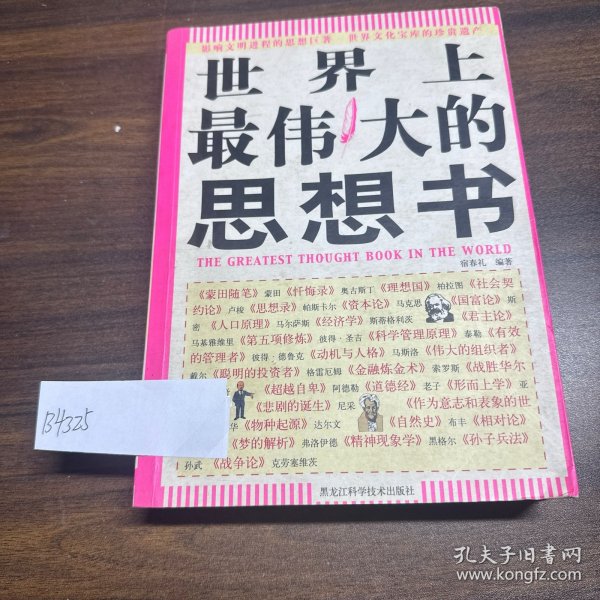 影响文明进程的思想巨著 世界文化宝库的珍贵遗产
世界上
最伟大的
思想书
THE GREATEST THOUGHT BOOK IN THE WORLD
宿春礼 编著
《蒙田随笔》蒙田《忏悔录》奥古斯丁《理想国》柏拉图《社会契
约论》卢梭《思想录》帕斯卡尔《资本论》马克思《国富论》斯
密《人口原理》马尔萨斯《经济学》斯蒂格利茨《君主论》
马基雅维里《第五项修炼》彼得·圣吉《科学管理原理》泰勒《有效
的管理者》彼得·德鲁克《动机与人格》马斯洛《伟大的组织者》
戴尔《聪明的投资者》格雷厄姆《金融炼金术》索罗斯《战胜华尔
《超越自卑》阿德勒《道德经》老子《形而上学》亚
《悲剧的诞生》尼采《作为意志和表象的世
华《物种起源》达尔文《自然史》布丰《相对论》
《梦的解析》弗洛伊德《精神现象学》黑格尔《孙子兵法》
孙武《战争论》克劳塞维茨
B4325
黑龙江科学技术出版社
孔夫子旧书网
www.kongfz.com